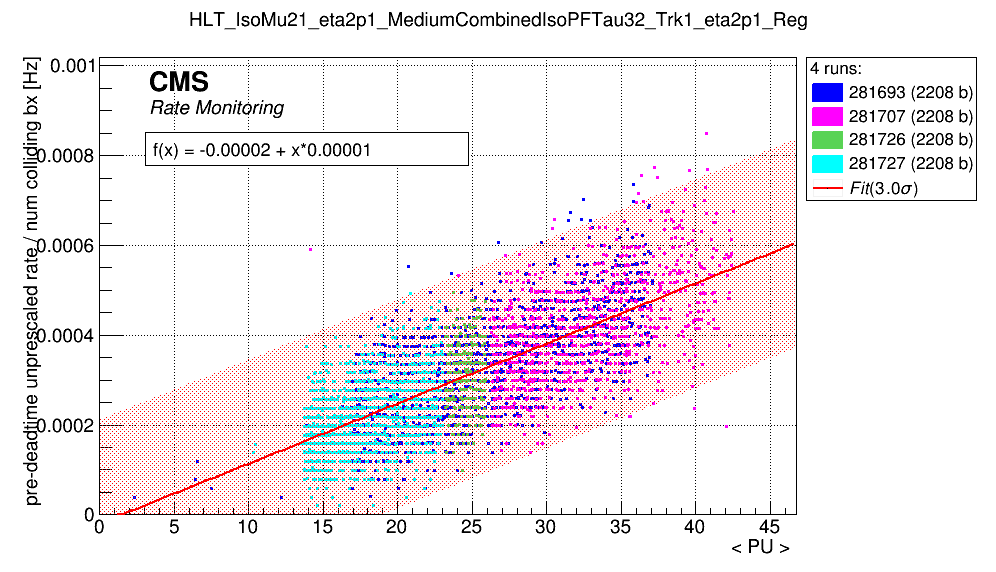 HLT_IsoMu21_eta2p1_MediumCombinedIsoPFTau32_Trk1_eta2p1_Reg
pre-deadtime unprescaled rate / num colliding bx [Hz]
0.001
0.0008
0.0006
0.0004
0.0002
0
CMS
Rate Monitoring
f(x) = -0.00002 + x*0.00001
4 runs:
281693 (2208 b)
281707 (2208 b)
281726 (2208 b)
281727 (2208 b)
Fit(3.0σ)
0 5 10 15 20 25 30 35 40 45
< PU >